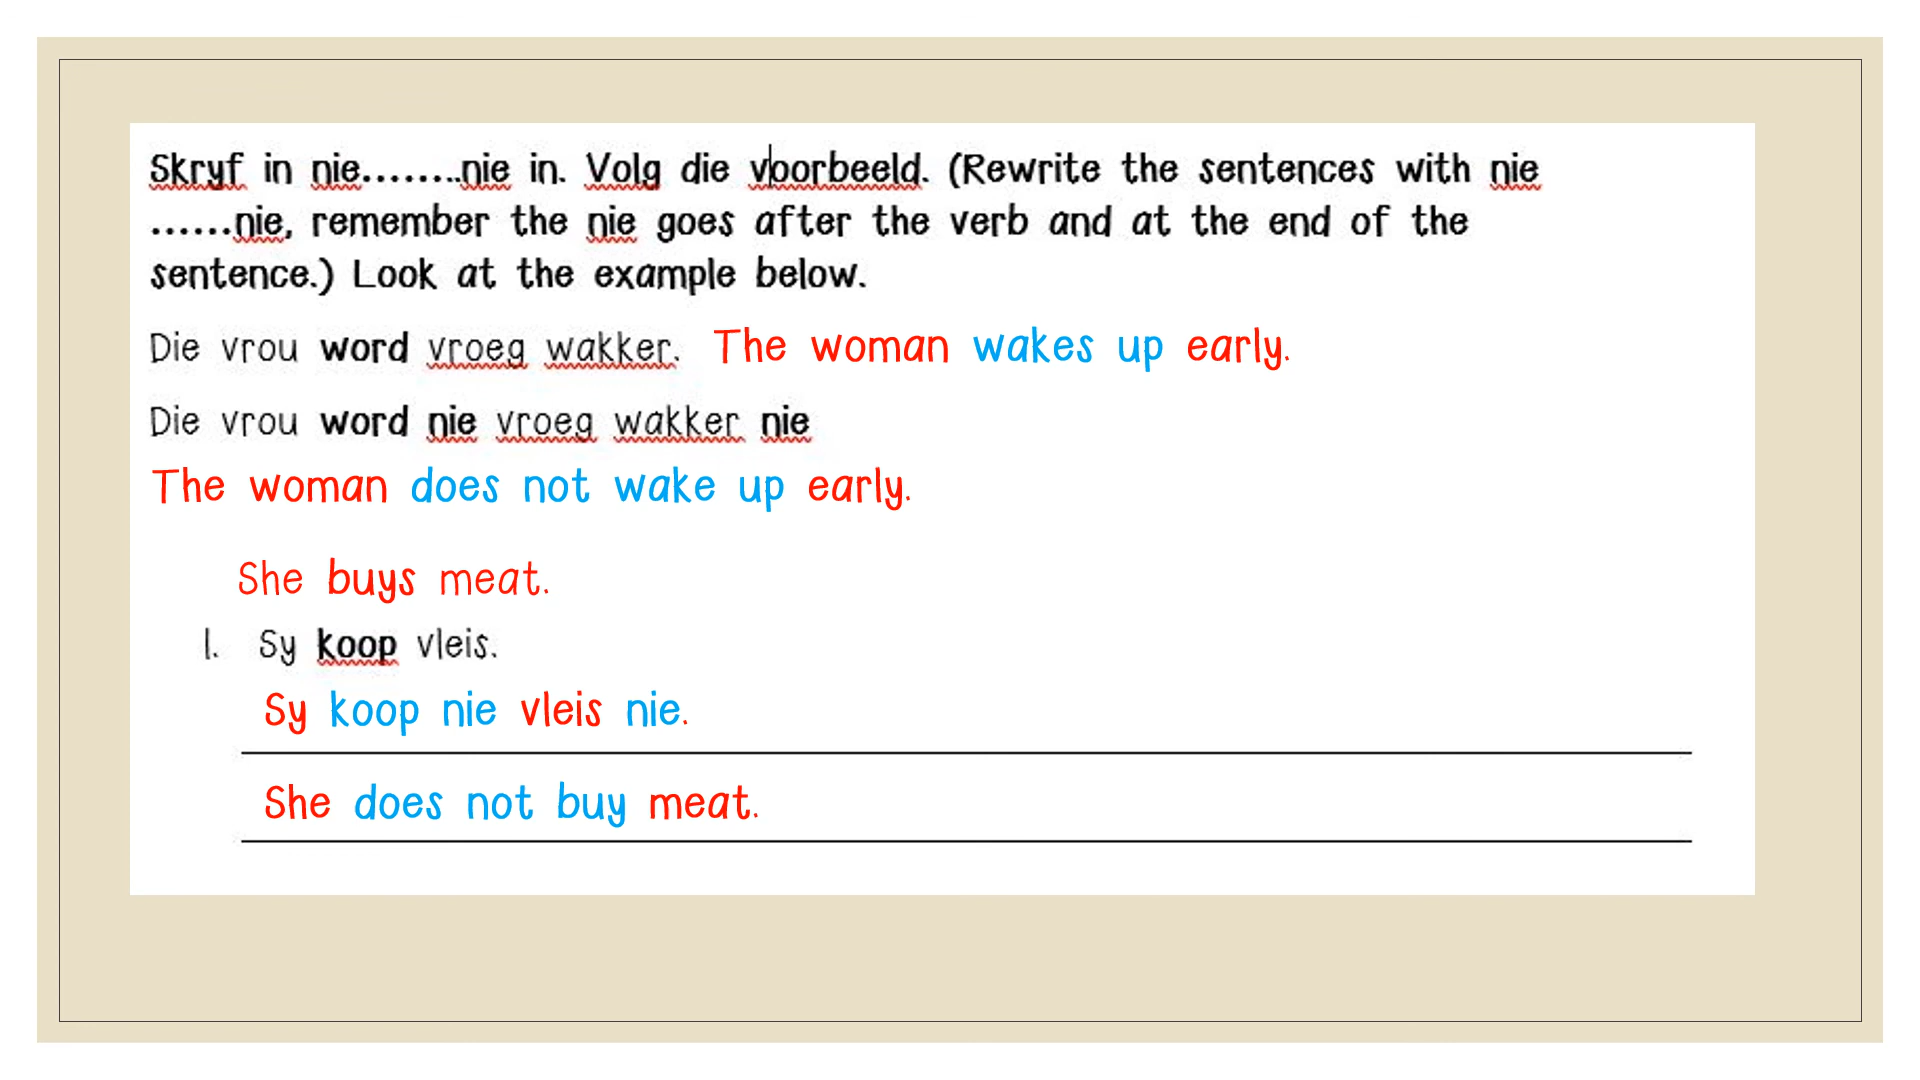 Skryf in nie........nie in. Volg die voorbeeld. (Rewrite the sentences with nie
......nie, remember the nie goes after the verb and at the end of the
sentence.) Look at the example below.
Die vrou word vroeg wakker. The woman wakes up early.
Die vrou word nie vroeg wakker nie
The woman does not wake up early.
She buys meat.
1. Sy koop vleis.
Sy koop nie vleis nie.
She does not buy meat.